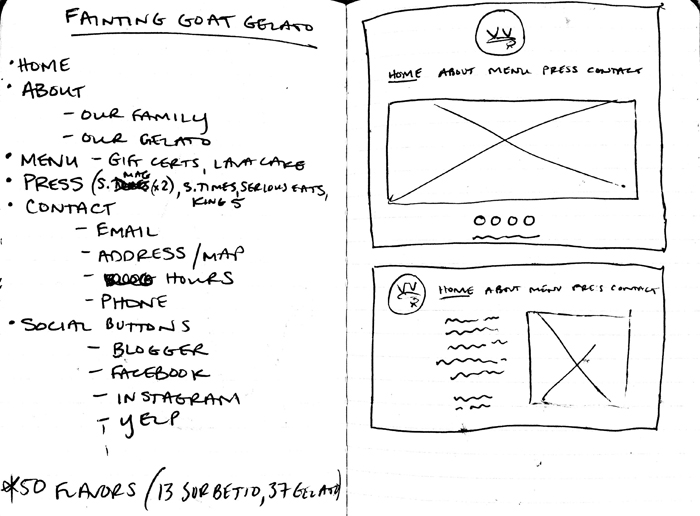 FAINTING GOAT GELATO
• HOME
• ABOUT
- OUR FAMILY
- OUR GELATO
• MENU - GIFT CERTS, LAVA CAKE
• PRESS (S. MAG (x2), S.TIMES, SERIOUS EATS,
KING 5
• CONTACT
- EMAIL
- ADDRESS/MAP
- HOURS
- PHONE
• SOCIAL BUTTONS
- BLOGGER
- FACEBOOK
- INSTAGRAM
- YELP
*50 FLAVORS (13 SORBETTO, 37 GELATO)
HOME ABOUT MENU PRESS CONTACT
HOME ABOUT MENU PRES CONTACT